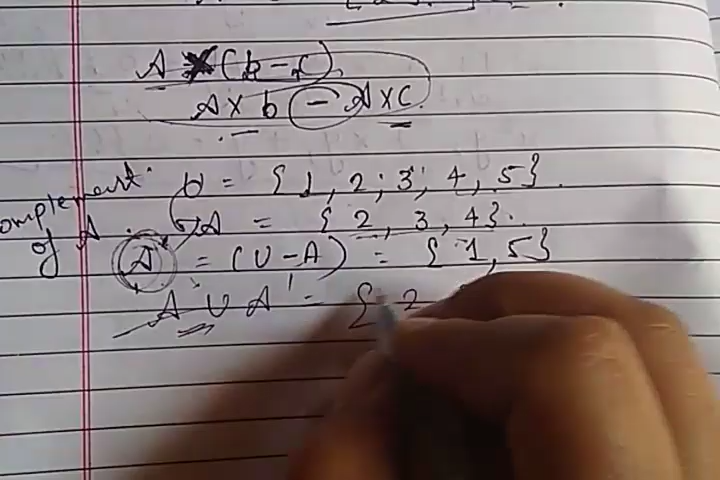 A × (b - c)
A × b - A × C
Complement of A. U = {1, 2, 3, 4, 5}.
A = {2, 3, 4}.
A' = (U - A) = {1, 5}
A U A' = { 2